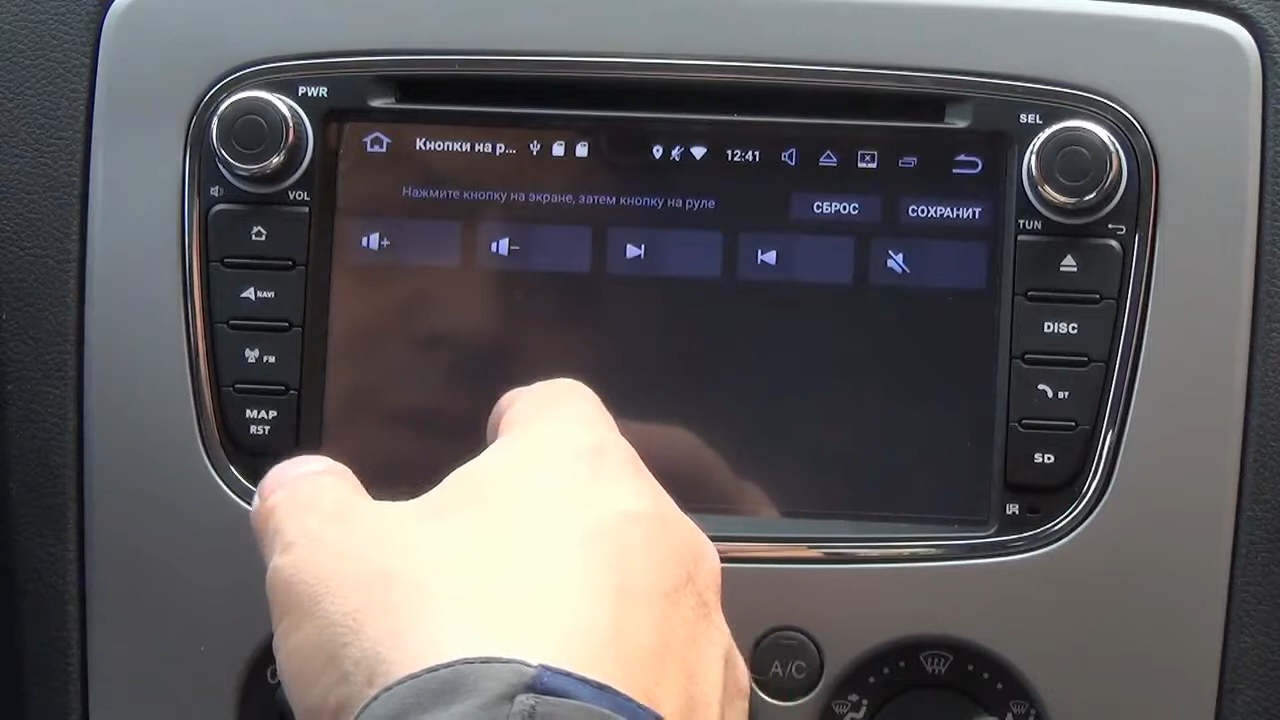 PWR
SEL
Кнопки на р...
12:41
VOL
Нажмите кнопку на экране, затем кнопку на руле
СБРОС
СОХРАНИТ
TUN
NAVI
DISC
FM
BT
MAP
RST
SD
IR
A/C